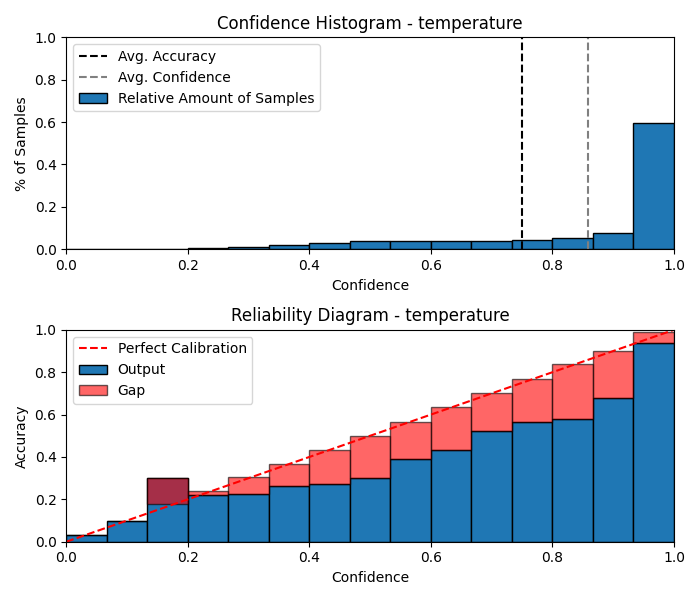 Confidence Histogram - temperature
1.0
0.8
0.6
0.4
0.2
0.0
% of Samples
Avg. Accuracy
Avg. Confidence
Relative Amount of Samples
0.0 0.2 0.4 0.6 0.8 1.0
Confidence
Reliability Diagram - temperature
1.0
0.8
0.6
0.4
0.2
0.0
Accuracy
Perfect Calibration
Output
Gap
0.0 0.2 0.4 0.6 0.8 1.0
Confidence